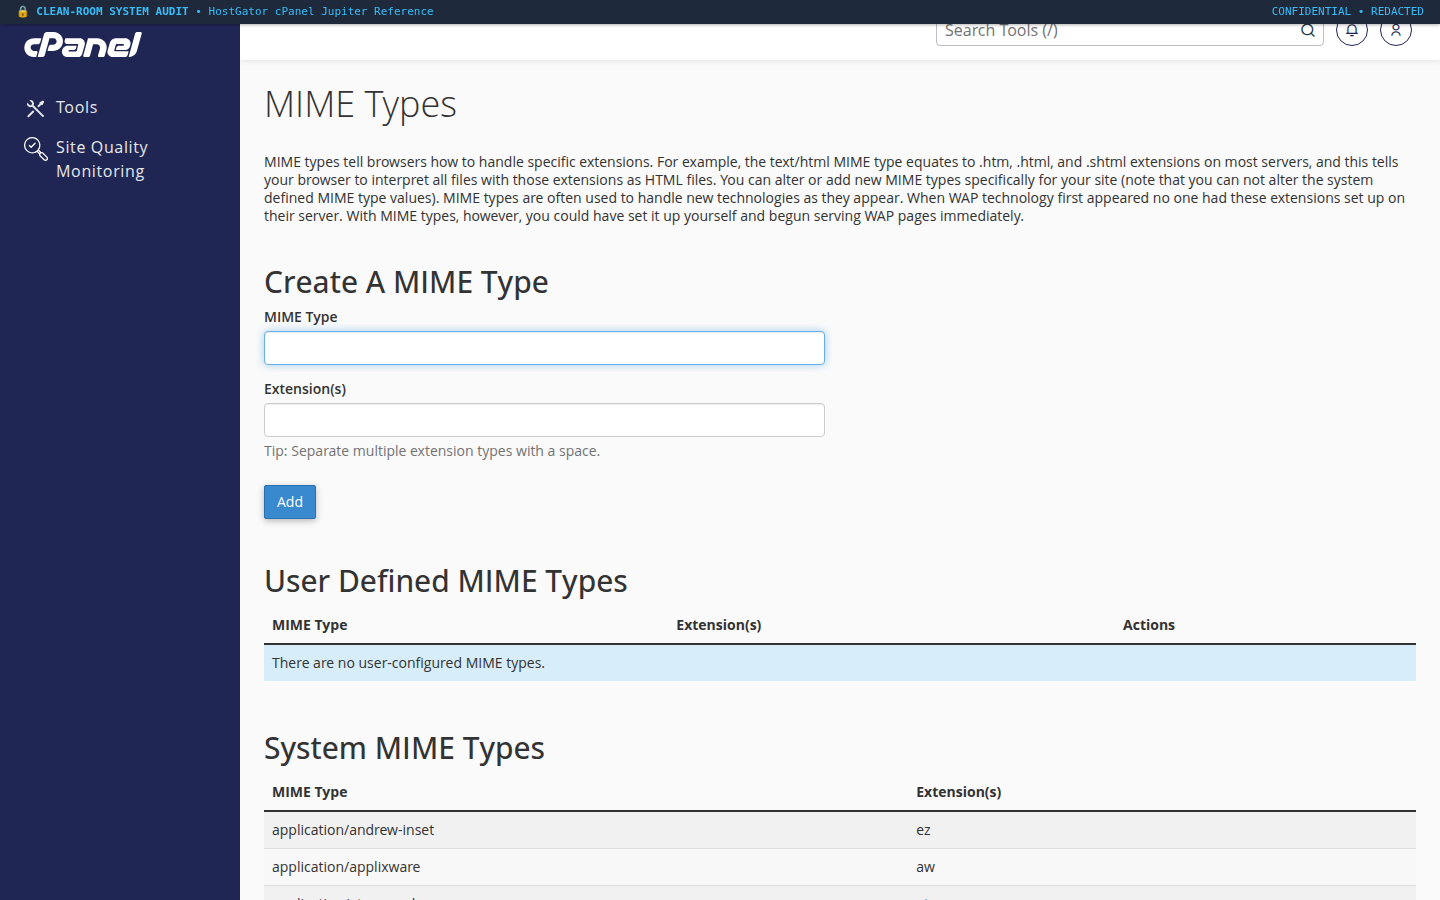 🔒 CLEAN-ROOM SYSTEM AUDIT • HostGator cPanel Jupiter Reference
CONFIDENTIAL • REDACTED
cPanel
Search Tools (/)
Tools
Site Quality
Monitoring
MIME Types
MIME types tell browsers how to handle specific extensions. For example, the text/html MIME type equates to .htm, .html, and .shtml extensions on most servers, and this tells
your browser to interpret all files with those extensions as HTML files. You can alter or add new MIME types specifically for your site (note that you can not alter the system
defined MIME type values). MIME types are often used to handle new technologies as they appear. When WAP technology first appeared no one had these extensions set up on
their server. With MIME types, however, you could have set it up yourself and begun serving WAP pages immediately.
Create A MIME Type
MIME Type
Extension(s)
Tip: Separate multiple extension types with a space.
Add
User Defined MIME Types
MIME Type Extension(s) Actions
There are no user-configured MIME types.
System MIME Types
MIME Type Extension(s)
application/andrew-inset ez
application/applixware aw